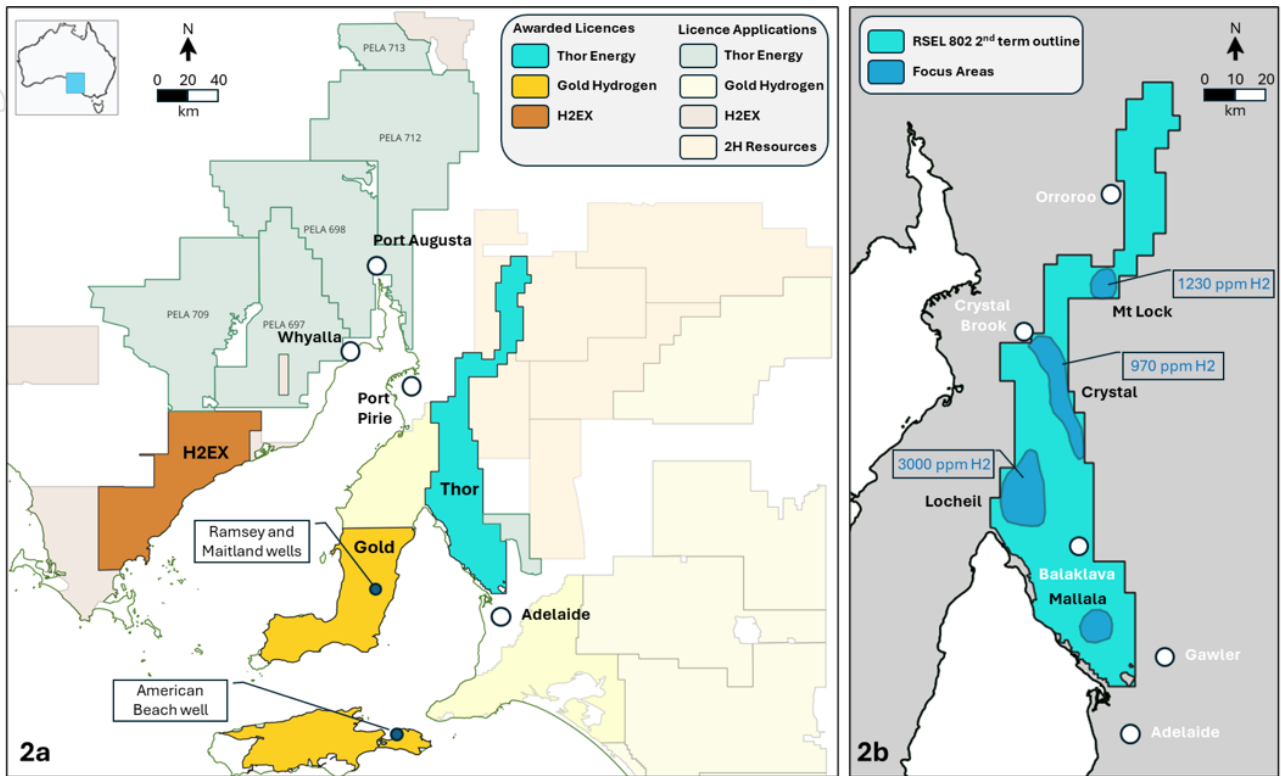 N
0 20 40
km
Awarded Licences
Thor Energy
Gold Hydrogen
H2EX
Licence Applications
Thor Energy
Gold Hydrogen
H2EX
2H Resources
PELA 713
PELA 712
PELA 698
Port Augusta
PELA 709
PELA 697
Whyalla
Port
Pirie
H2EX
Thor
Ramsey and
Maitland wells
Gold
Adelaide
American
Beach well
2a
RSEL 802 2nd term outline
Focus Areas
N
0 10 20
km
Orroroo
1230 ppm H2
Mt Lock
Crystal
Brook
970 ppm H2
Crystal
3000 ppm H2
Locheil
Balaklava
Mallala
Gawler
Adelaide
2b